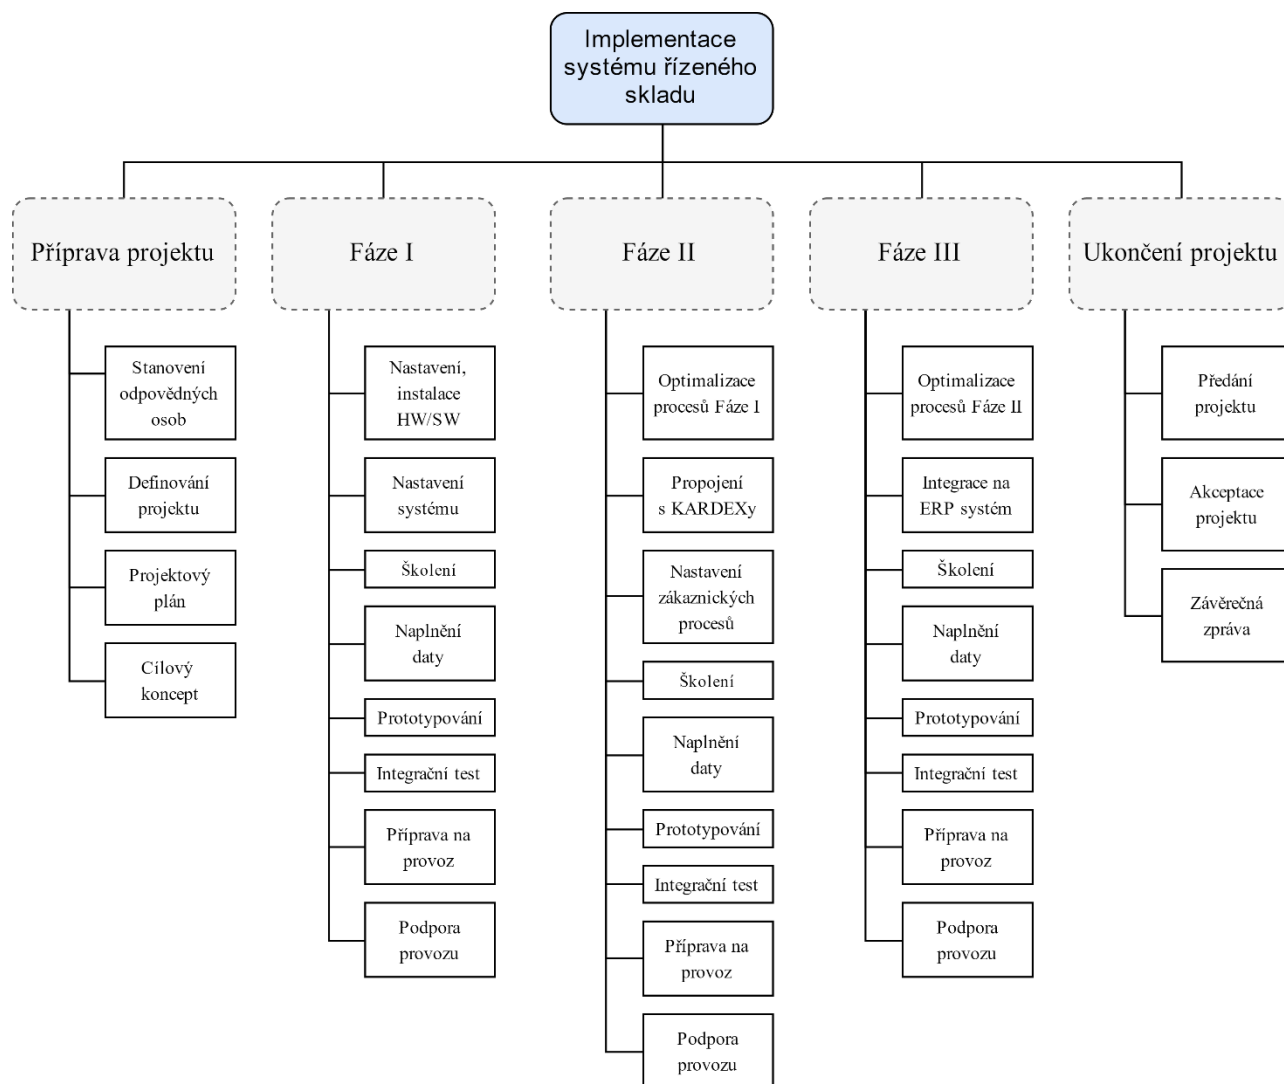 Implementace
systému řízeného
skladu
Příprava projektu
Fáze I
Fáze II
Fáze III
Ukončení projektu
Stanovení
odpovědných
osob
Definování
projektu
Projektový
plán
Cílový
koncept
Nastavení,
instalace
HW/SW
Nastavení
systému
Školení
Naplnění
daty
Prototypování
Integrační test
Příprava na
provoz
Podpora
provozu
Optimalizace
procesů Fáze I
Propojení
s KARDEXy
Nastavení
zákaznických
procesů
Školení
Naplnění
daty
Prototypování
Integrační test
Příprava na
provoz
Podpora
provozu
Optimalizace
procesů Fáze II
Integrace na
ERP systém
Školení
Naplnění
daty
Prototypování
Integrační test
Příprava na
provoz
Podpora
provozu
Předání
projektu
Akceptace
projektu
Závěrečná
zpráva